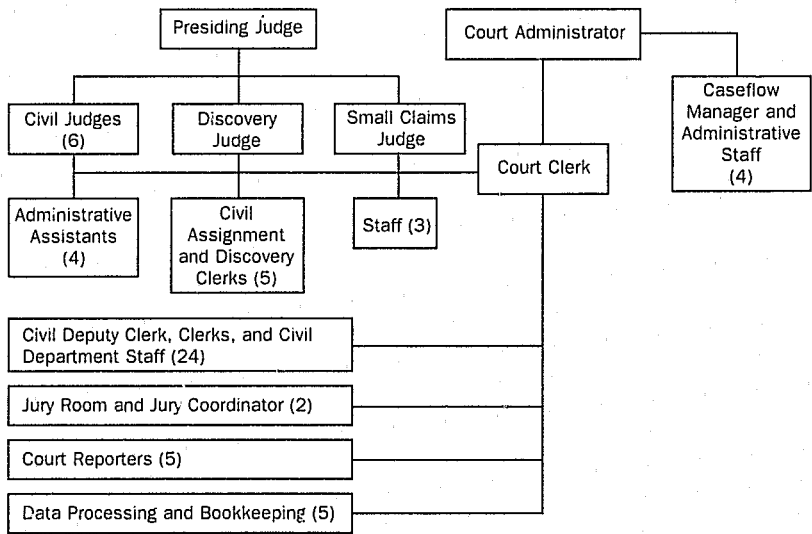 Presiding Judge
Court Administrator
Civil Judges
(6)
Discovery
Judge
Small Claims
Judge
Caseflow
Manager and
Administrative
Staff
(4)
Court Clerk
Administrative
Assistants
(4)
Civil
Assignment
and Discovery
Clerks (5)
Staff (3)
Civil Deputy Clerk, Clerks, and Civil
Department Staff (24)
Jury Room and Jury Coordinator (2)
Court Reporters (5)
Data Processing and Bookkeeping (5)